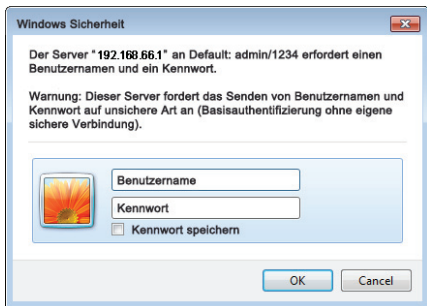 Windows Sicherheit
Der Server "192.168.66.1" an Default: admin/1234 erfordert einen
Benutzernamen und ein Kennwort.
Warnung: Dieser Server fordert das Senden von Benutzernamen und
Kennwort auf unsichere Art an (Basisauthentifizierung ohne eigene
sichere Verbindung).
Benutzername
Kennwort
Kennwort speichern
OK
Cancel